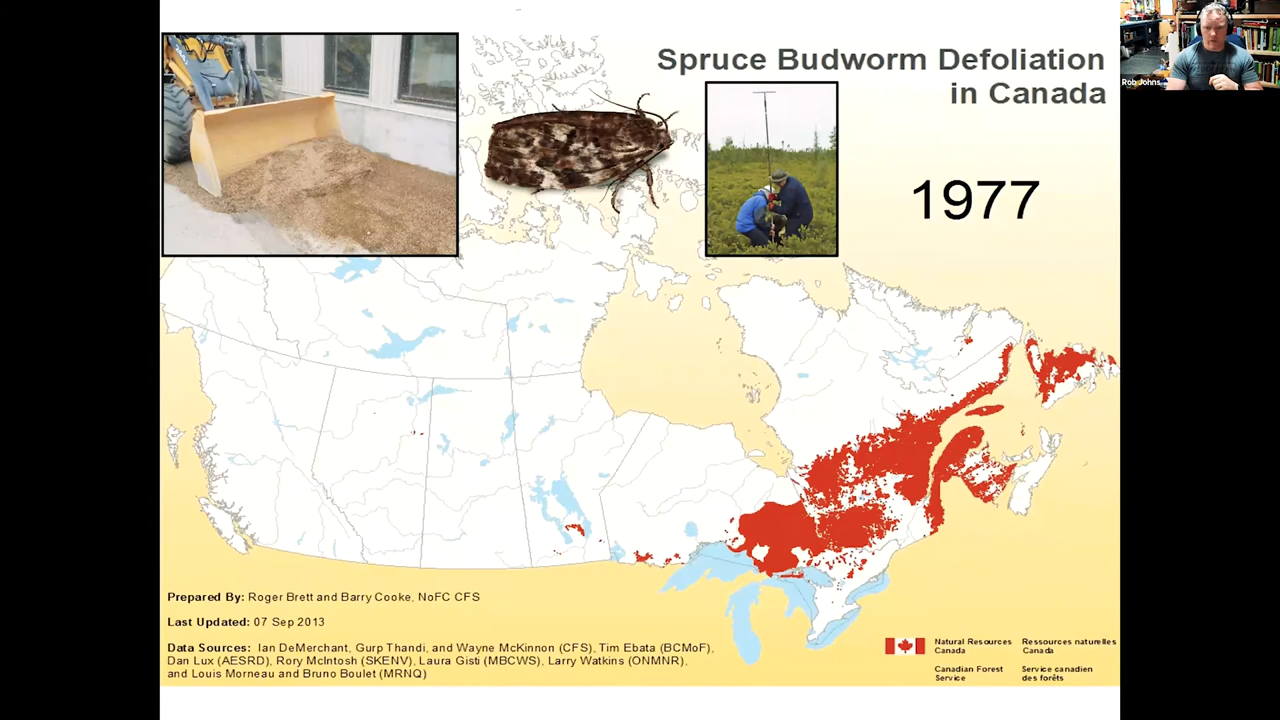 Spruce Budworm Defoliation
in Canada
Rob Johns
1977
Prepared By: Roger Brett and Barry Cooke, NoFC CFS
Last Updated: 07 Sep 2013
Data Sources: Ian DeMerchant, Gurp Thandi, and Wayne McKinnon (CFS), Tim Ebata (BCMoF),
Dan Lux (AESRD), Rory McIntosh (SKENV), Laura Gisti (MBCWS), Larry Watkins (ONMNR),
and Louis Morneau and Bruno Boulet (MRNQ)
Natural Resources
Canada
Ressources naturelles
Canada
Canadian Forest
Service
Service canadien
des forêts